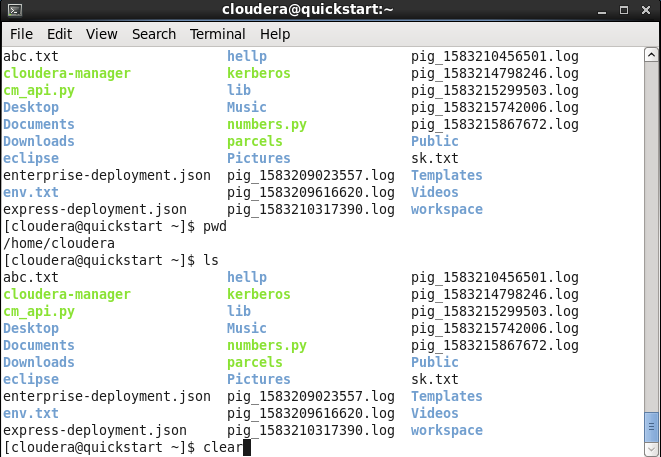 cloudera@quickstart:~
File Edit View Search Terminal Help
abc.txt hellp pig_1583210456501.log
cloudera-manager kerberos pig_1583214798246.log
cm_api.py lib pig_1583215299503.log
Desktop Music pig_1583215742006.log
Documents numbers.py pig_1583215867672.log
Downloads parcels Public
eclipse Pictures sk.txt
enterprise-deployment.json pig_1583209023557.log Templates
env.txt pig_1583209616620.log Videos
express-deployment.json pig_1583210317390.log workspace
[cloudera@quickstart ~]$ pwd
/home/cloudera
[cloudera@quickstart ~]$ ls
abc.txt hellp pig_1583210456501.log
cloudera-manager kerberos pig_1583214798246.log
cm_api.py lib pig_1583215299503.log
Desktop Music pig_1583215742006.log
Documents numbers.py pig_1583215867672.log
Downloads parcels Public
eclipse Pictures sk.txt
enterprise-deployment.json pig_1583209023557.log Templates
env.txt pig_1583209616620.log Videos
express-deployment.json pig_1583210317390.log workspace
[cloudera@quickstart ~]$ clear